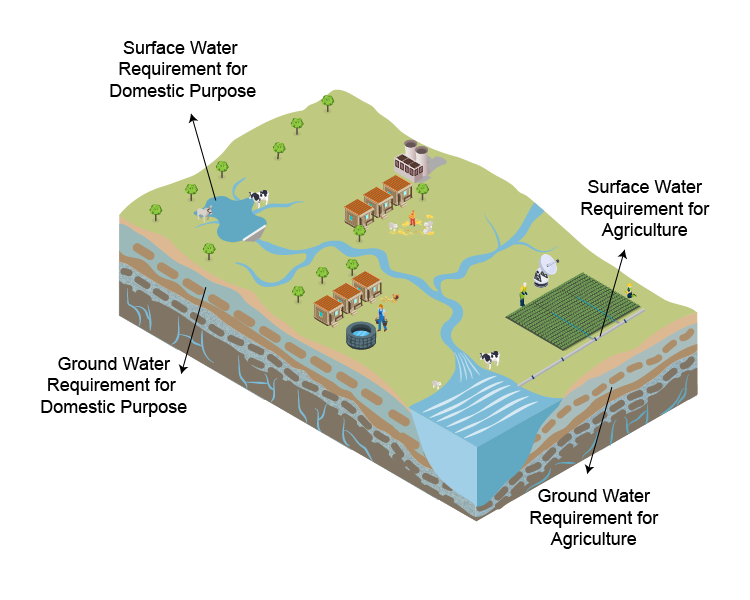 Surface Water
Requirement for
Domestic Purpose
Surface Water
Requirement for
Agriculture
Ground Water
Requirement for
Domestic Purpose
Ground Water
Requirement for
Agriculture